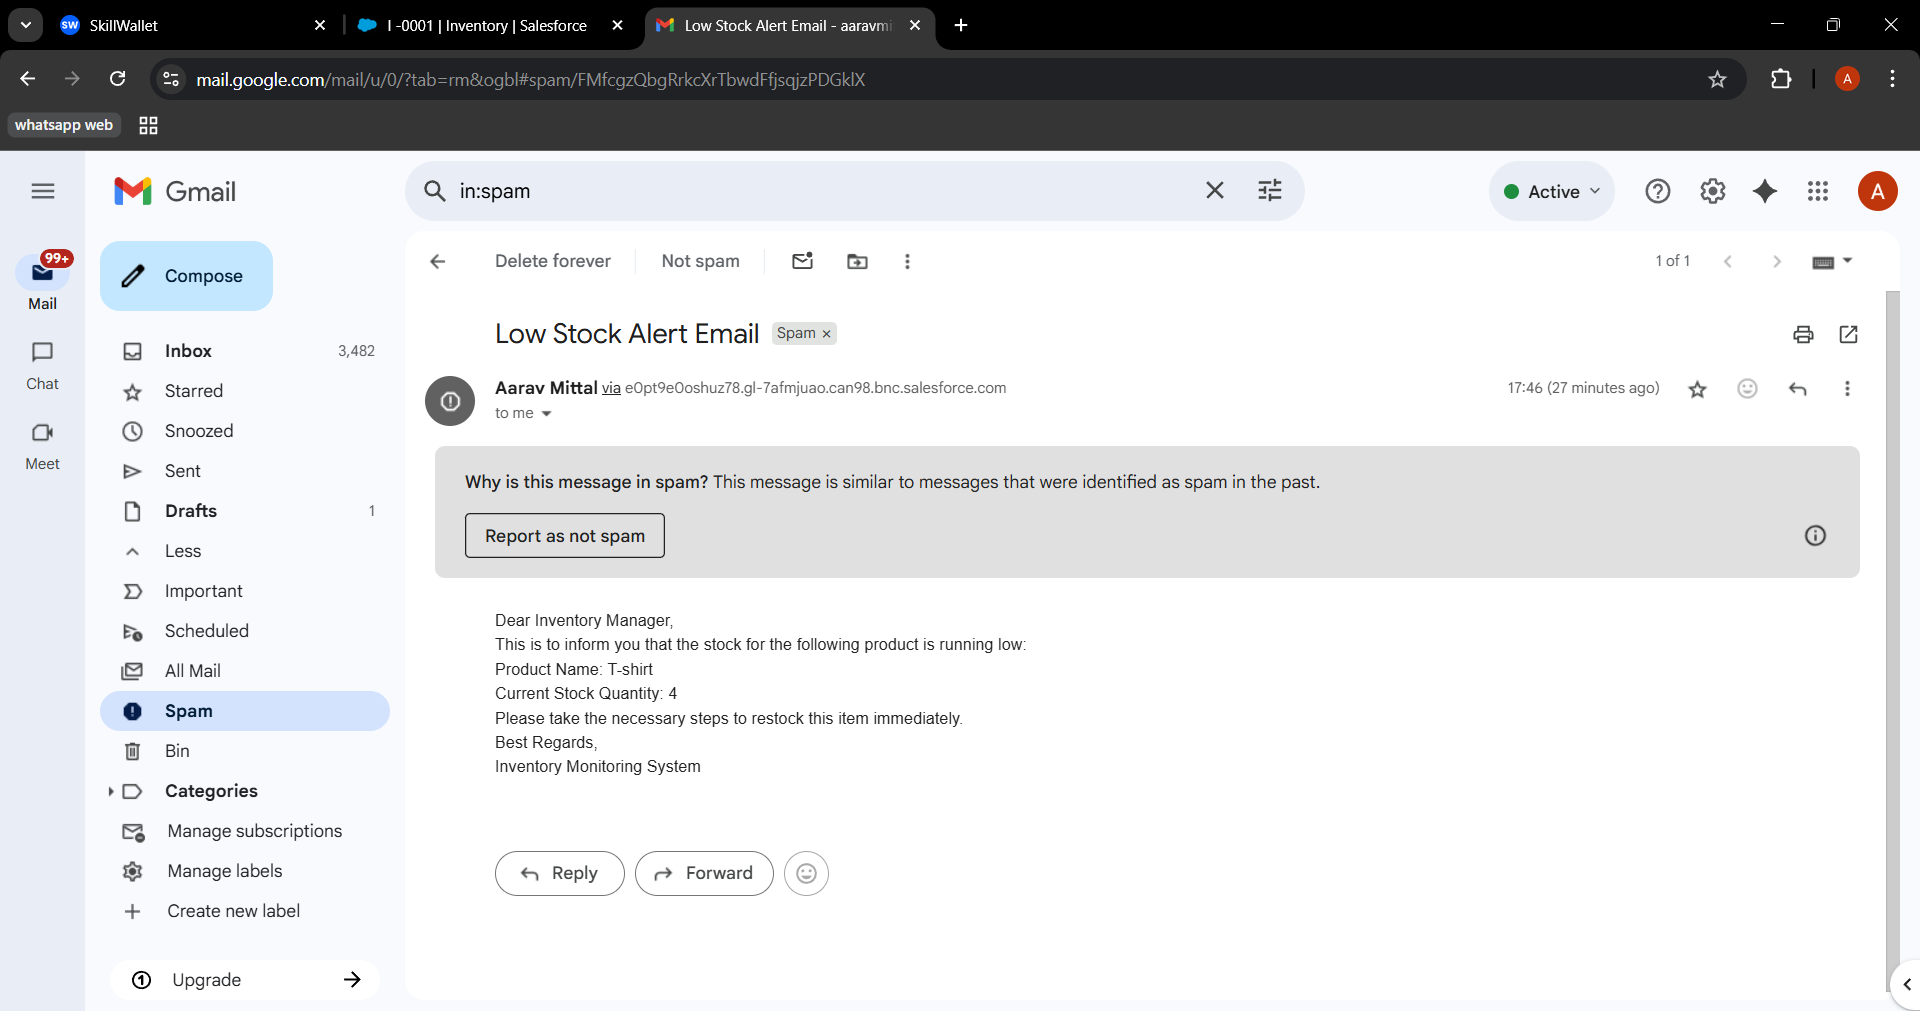 SkillWallet
I -0001 | Inventory | Salesforce
Low Stock Alert Email - aaravmi
mail.google.com/mail/u/0/?tab=rm&ogbl#spam/FMfcgzQbgRrkcXrTbwdFfjsqjzPDGklX
A
whatsapp web
Gmail
in:spam
Active
A
99+
Mail
Chat
Meet
Compose
Inbox 3,482
Starred
Snoozed
Sent
Drafts 1
Less
Important
Scheduled
All Mail
Spam
Bin
Categories
Manage subscriptions
Manage labels
Create new label
Upgrade
Delete forever
Not spam
1 of 1
Low Stock Alert Email Spam ×
Aarav Mittal via e0pt9e0oshuz78.gl-7afmjuao.can98.bnc.salesforce.com
17:46 (27 minutes ago)
to me
Why is this message in spam? This message is similar to messages that were identified as spam in the past.
Report as not spam
Dear Inventory Manager,
This is to inform you that the stock for the following product is running low:
Product Name: T-shirt
Current Stock Quantity: 4
Please take the necessary steps to restock this item immediately.
Best Regards,
Inventory Monitoring System
Reply
Forward